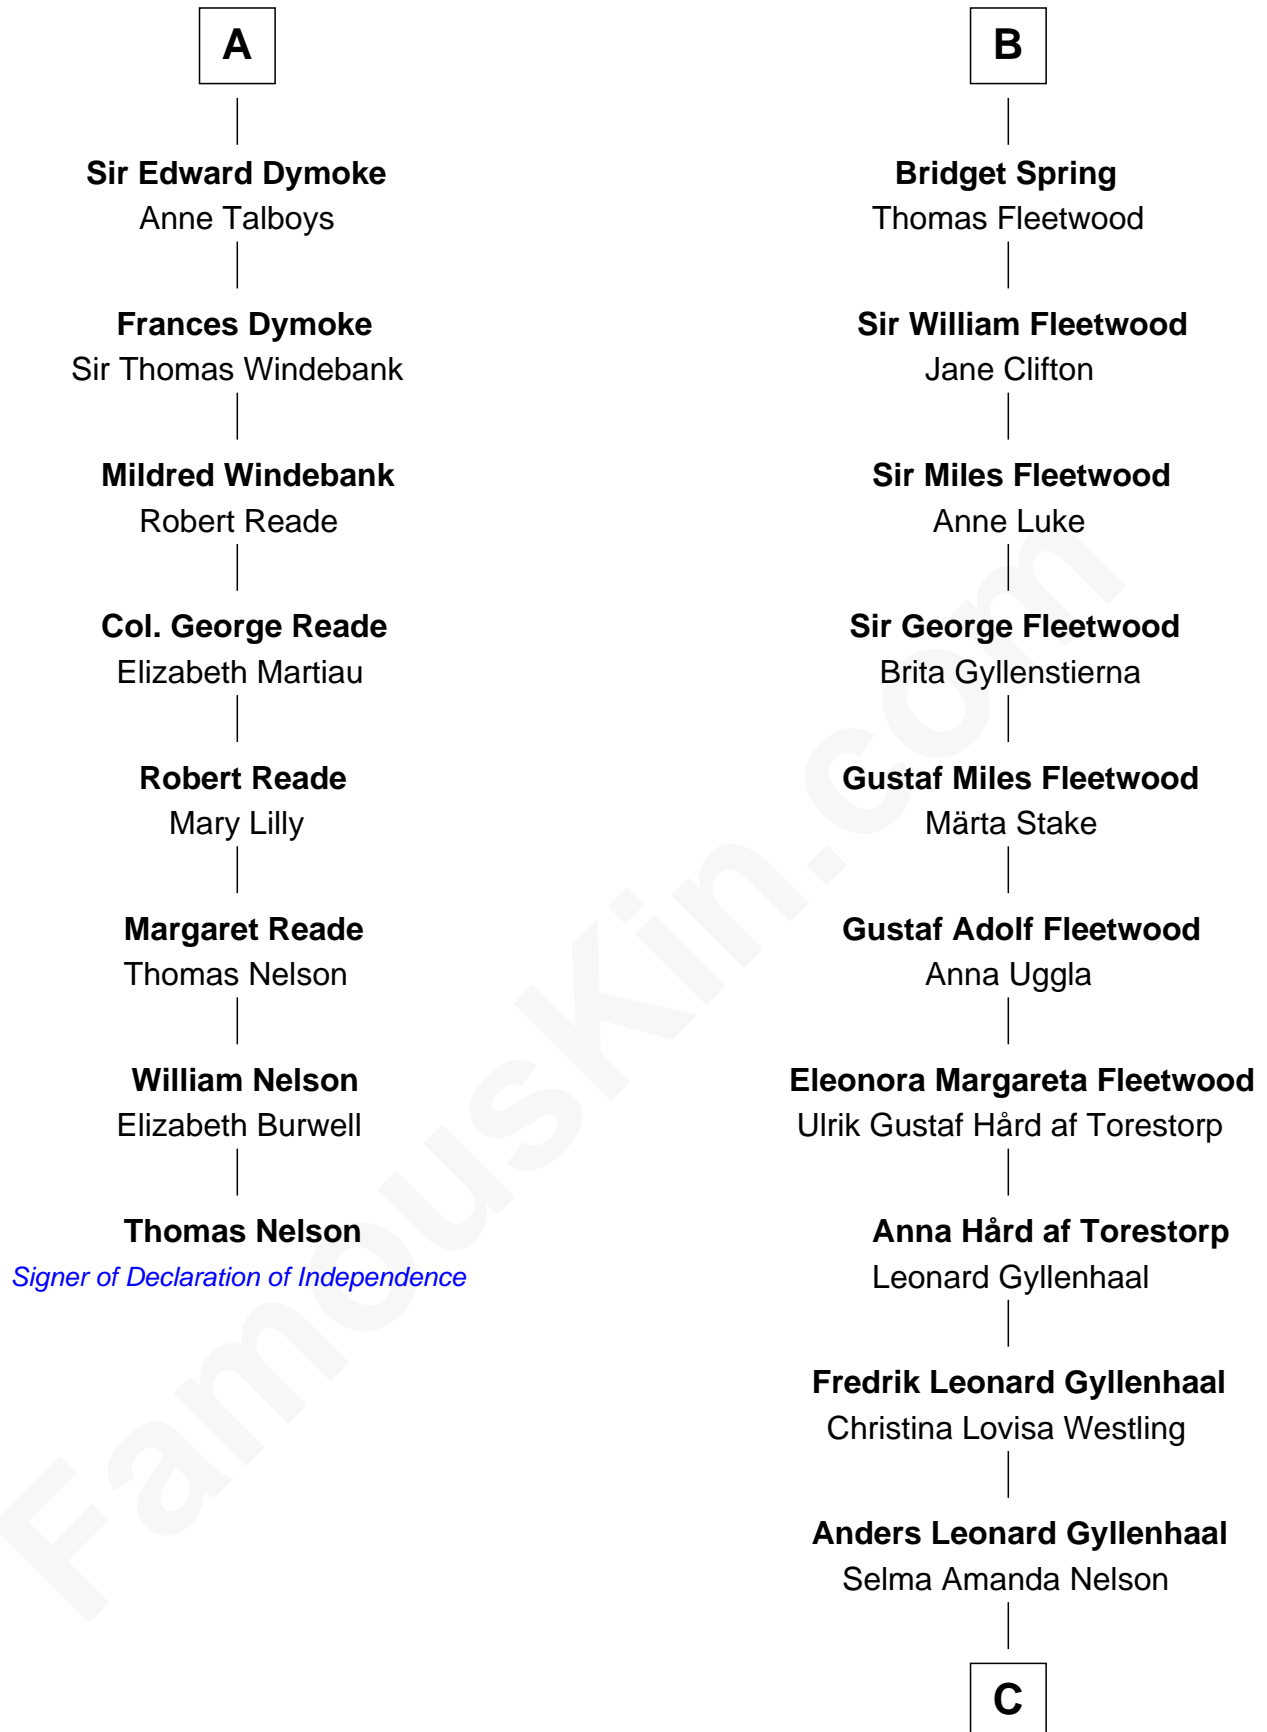 A
Sir Edward Dymoke
Anne Talboys
Frances Dymoke
Sir Thomas Windebank
Mildred Windebank
Robert Reade
Col. George Reade
Elizabeth Martiau
Robert Reade
Mary Lilly
Margaret Reade
Thomas Nelson
William Nelson
Elizabeth Burwell
Thomas Nelson
Signer of Declaration of Independence
B
Bridget Spring
Thomas Fleetwood
Sir William Fleetwood
Jane Clifton
Sir Miles Fleetwood
Anne Luke
Sir George Fleetwood
Brita Gyllenstierna
Gustaf Miles Fleetwood
Märta Stake
Gustaf Adolf Fleetwood
Anna Uggla
Eleonora Margareta Fleetwood
Ulrik Gustaf Hård af Torestorp
Anna Hård af Torestorp
Leonard Gyllenhaal
Fredrik Leonard Gyllenhaal
Christina Lovisa Westling
Anders Leonard Gyllenhaal
Selma Amanda Nelson
C
FamousKin.com